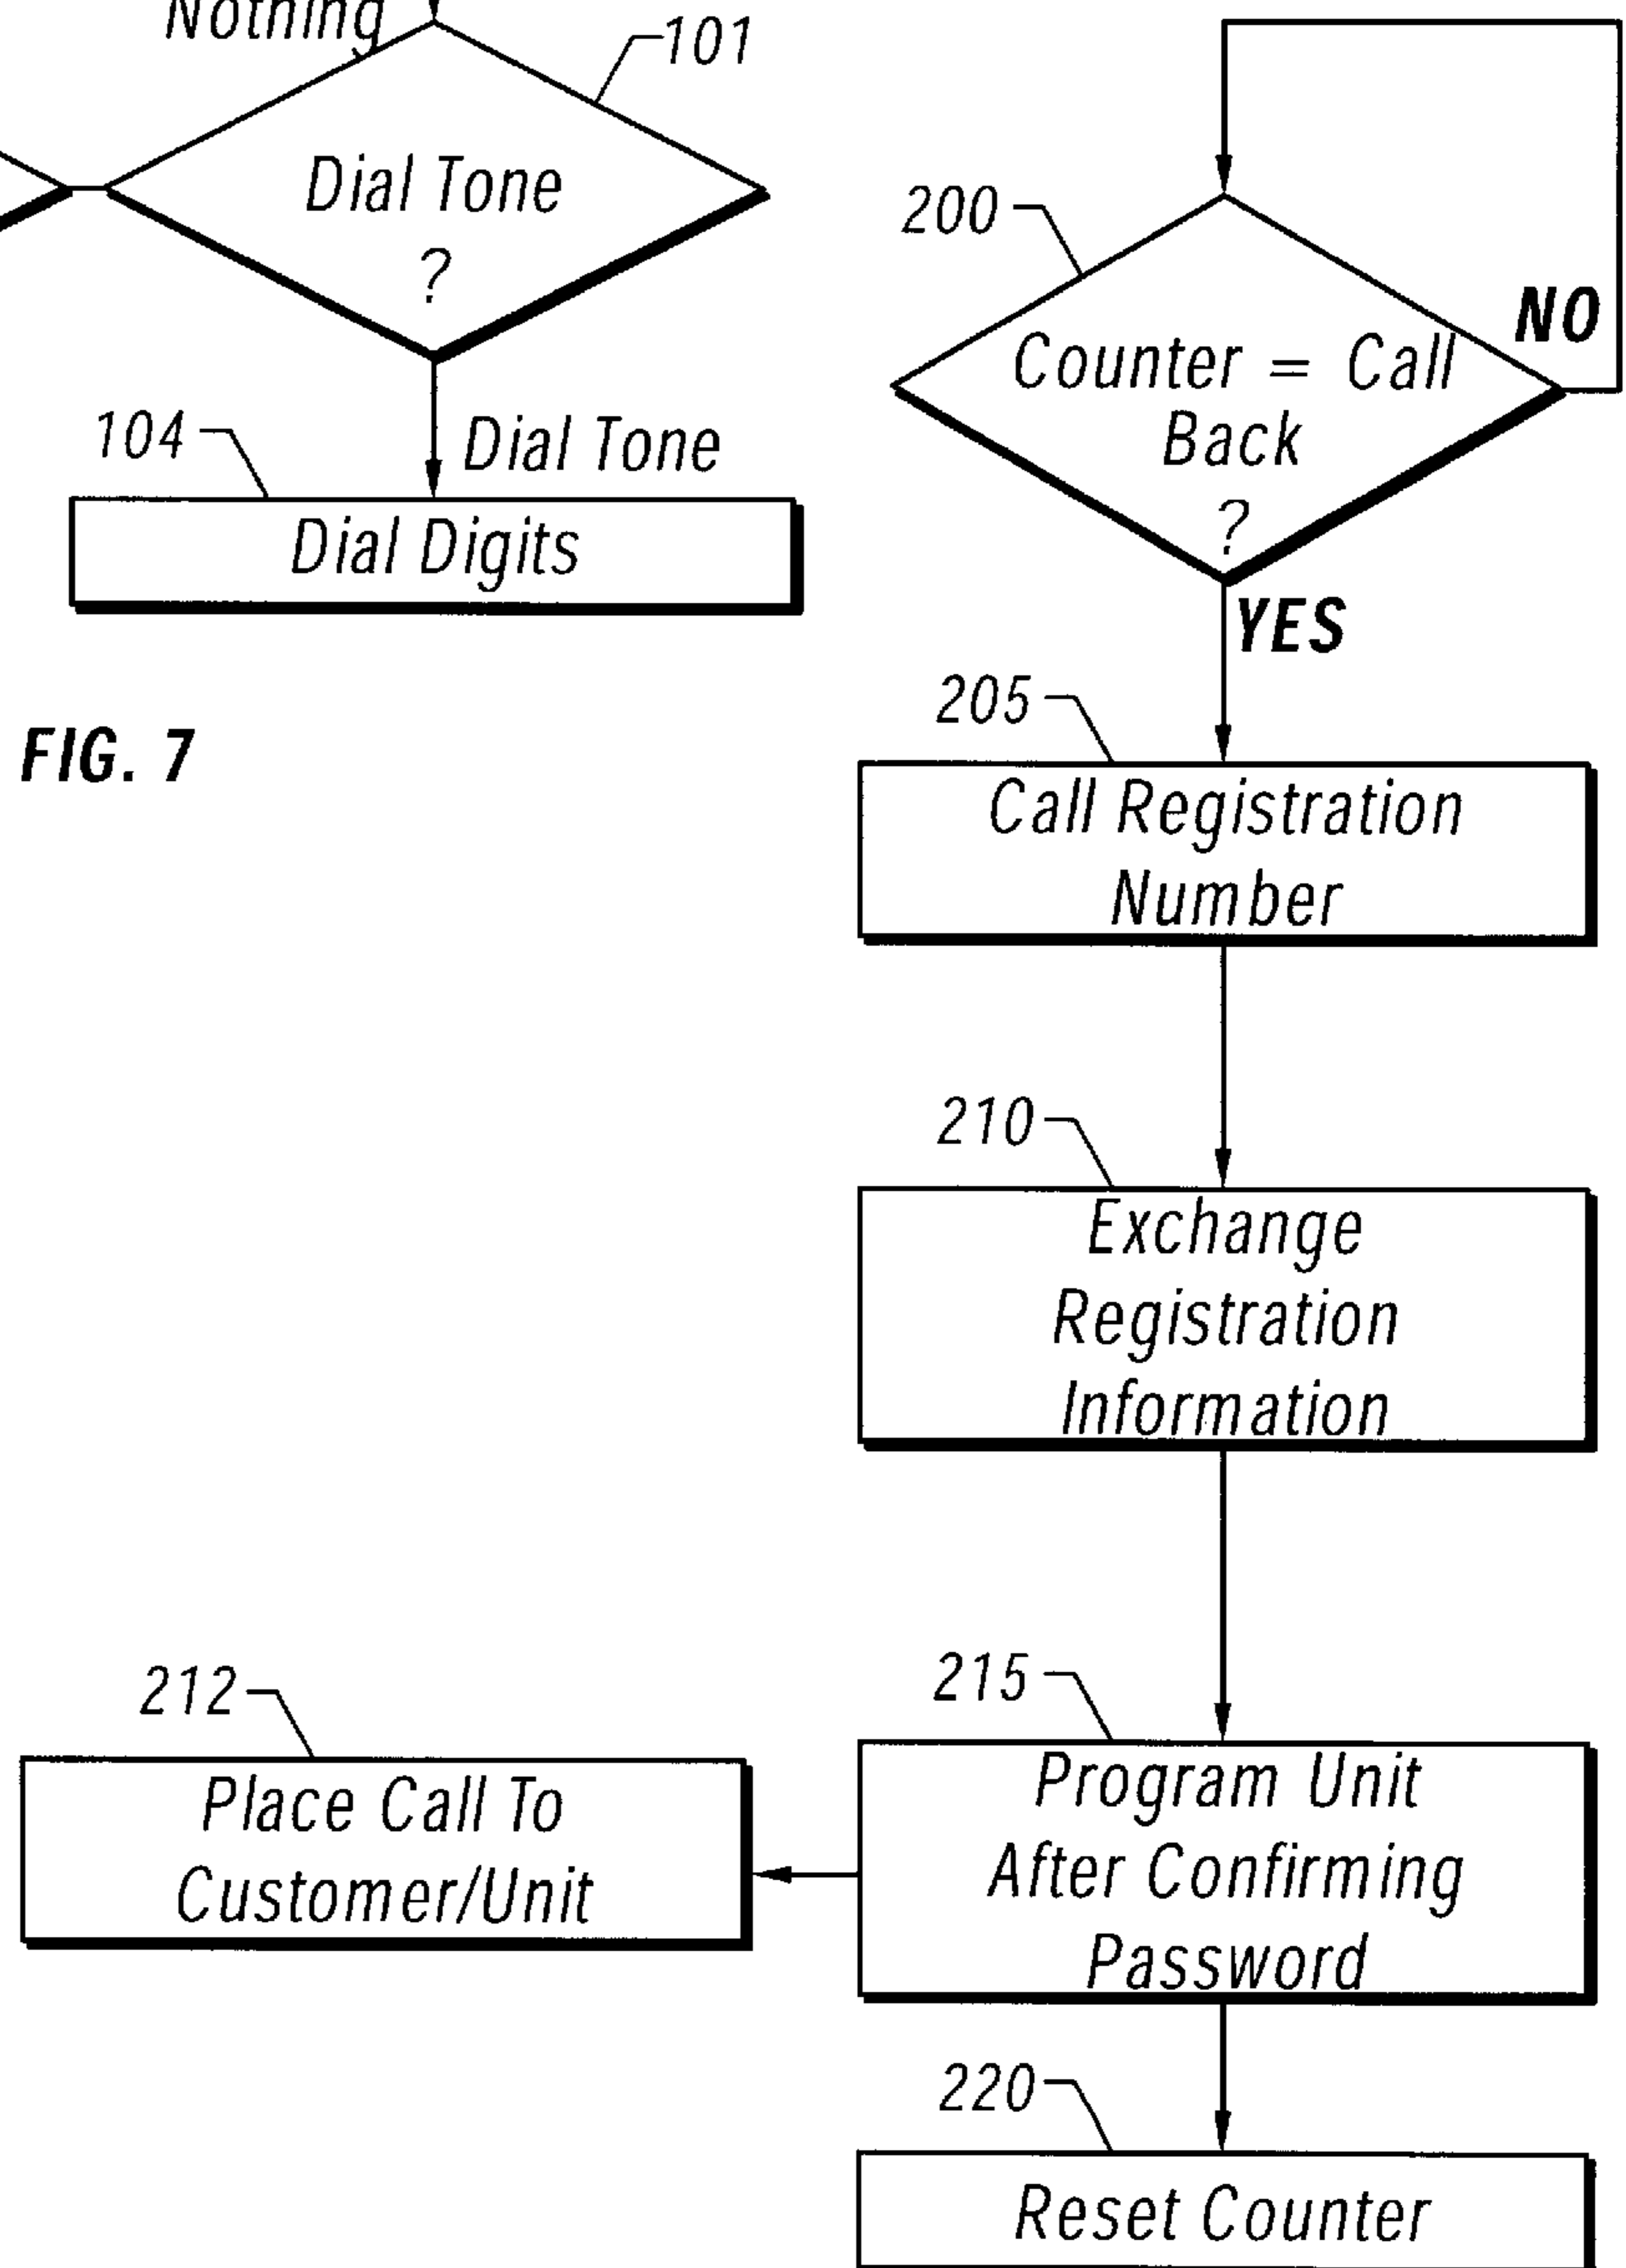 Nothing
101
Dial Tone
?
104
Dial Tone
Dial Digits
FIG. 7
200
NO
Counter = Call
Back
?
YES
205
Call Registration
Number
210
Exchange
Registration
Information
212
Place Call To
Customer/Unit
215
Program Unit
After Confirming
Password
220
Reset Counter